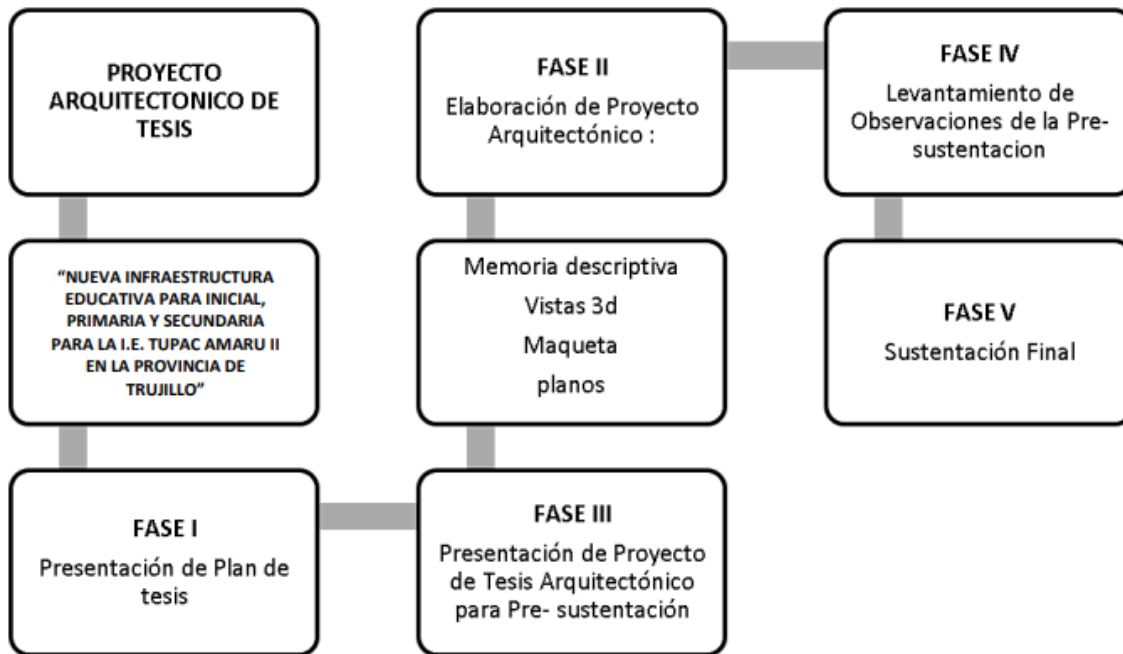 PROYECTO
ARQUITECTONICO DE
TESIS
“NUEVA INFRAESTRUCTURA
EDUCATIVA PARA INICIAL,
PRIMARIA Y SECUNDARIA
PARA LA I.E. TUPAC AMARU II
EN LA PROVINCIA DE
TRUJILLO”
FASE I
Presentación de Plan de
tesis
FASE II
Elaboración de Proyecto
Arquitectónico :
Memoria descriptiva
Vistas 3d
Maqueta
planos
FASE III
Presentación de Proyecto
de Tesis Arquitectónico
para Pre- sustentación
FASE IV
Levantamiento de
Observaciones de la Pre-
sustentacion
FASE V
Sustentación Final